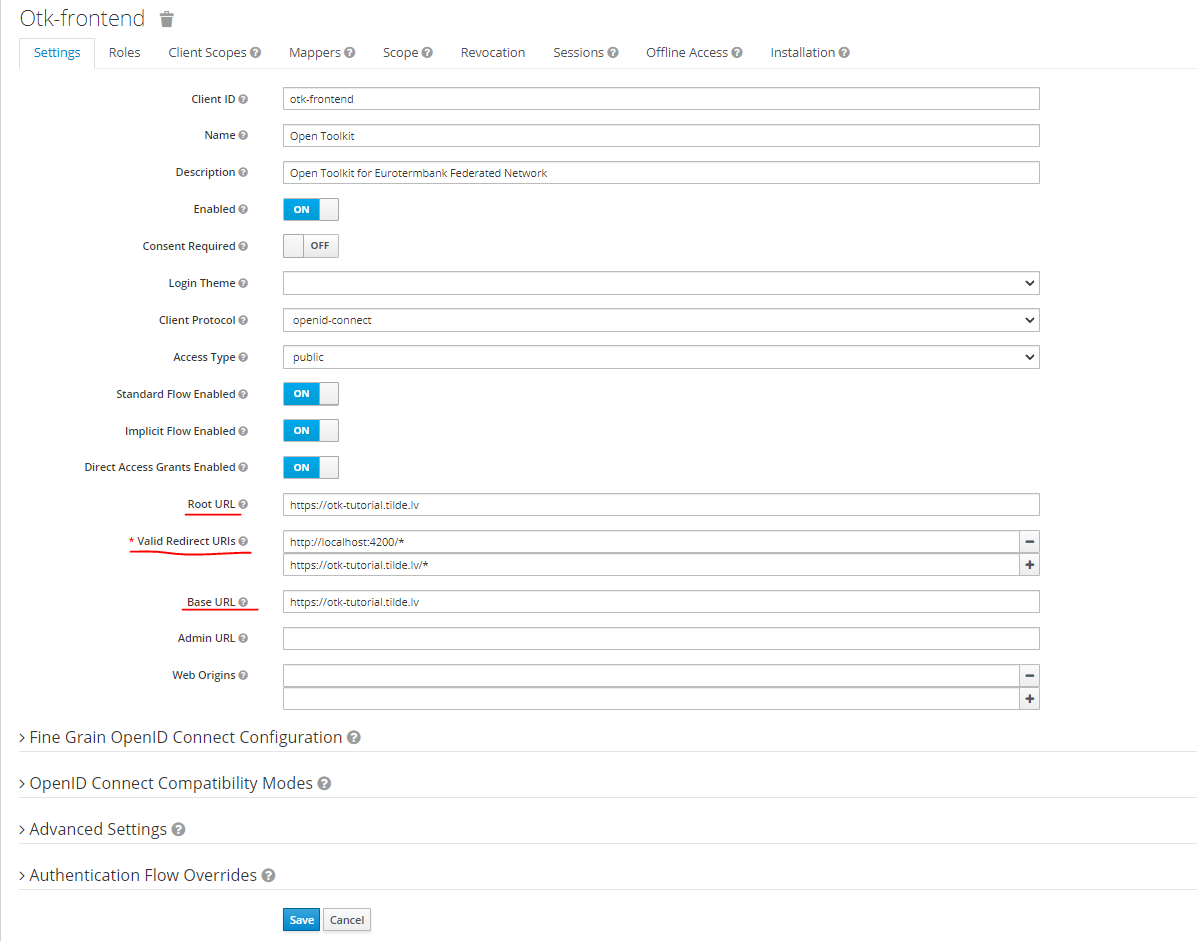 Otk-frontend
Settings Roles Client Scopes Mappers Scope Revocation Sessions Offline Access Installation
Client ID otk-frontend
Name Open Toolkit
Description Open Toolkit for Eurotermbank Federated Network
Enabled ON
Consent Required OFF
Login Theme
Client Protocol openid-connect
Access Type public
Standard Flow Enabled ON
Implicit Flow Enabled ON
Direct Access Grants Enabled ON
Root URL https://otk-tutorial.tilde.lv
* Valid Redirect URIs http://localhost:4200/*
https://otk-tutorial.tilde.lv/*
Base URL https://otk-tutorial.tilde.lv
Admin URL
Web Origins
Fine Grain OpenID Connect Configuration
OpenID Connect Compatibility Modes
Advanced Settings
Authentication Flow Overrides
Save Cancel